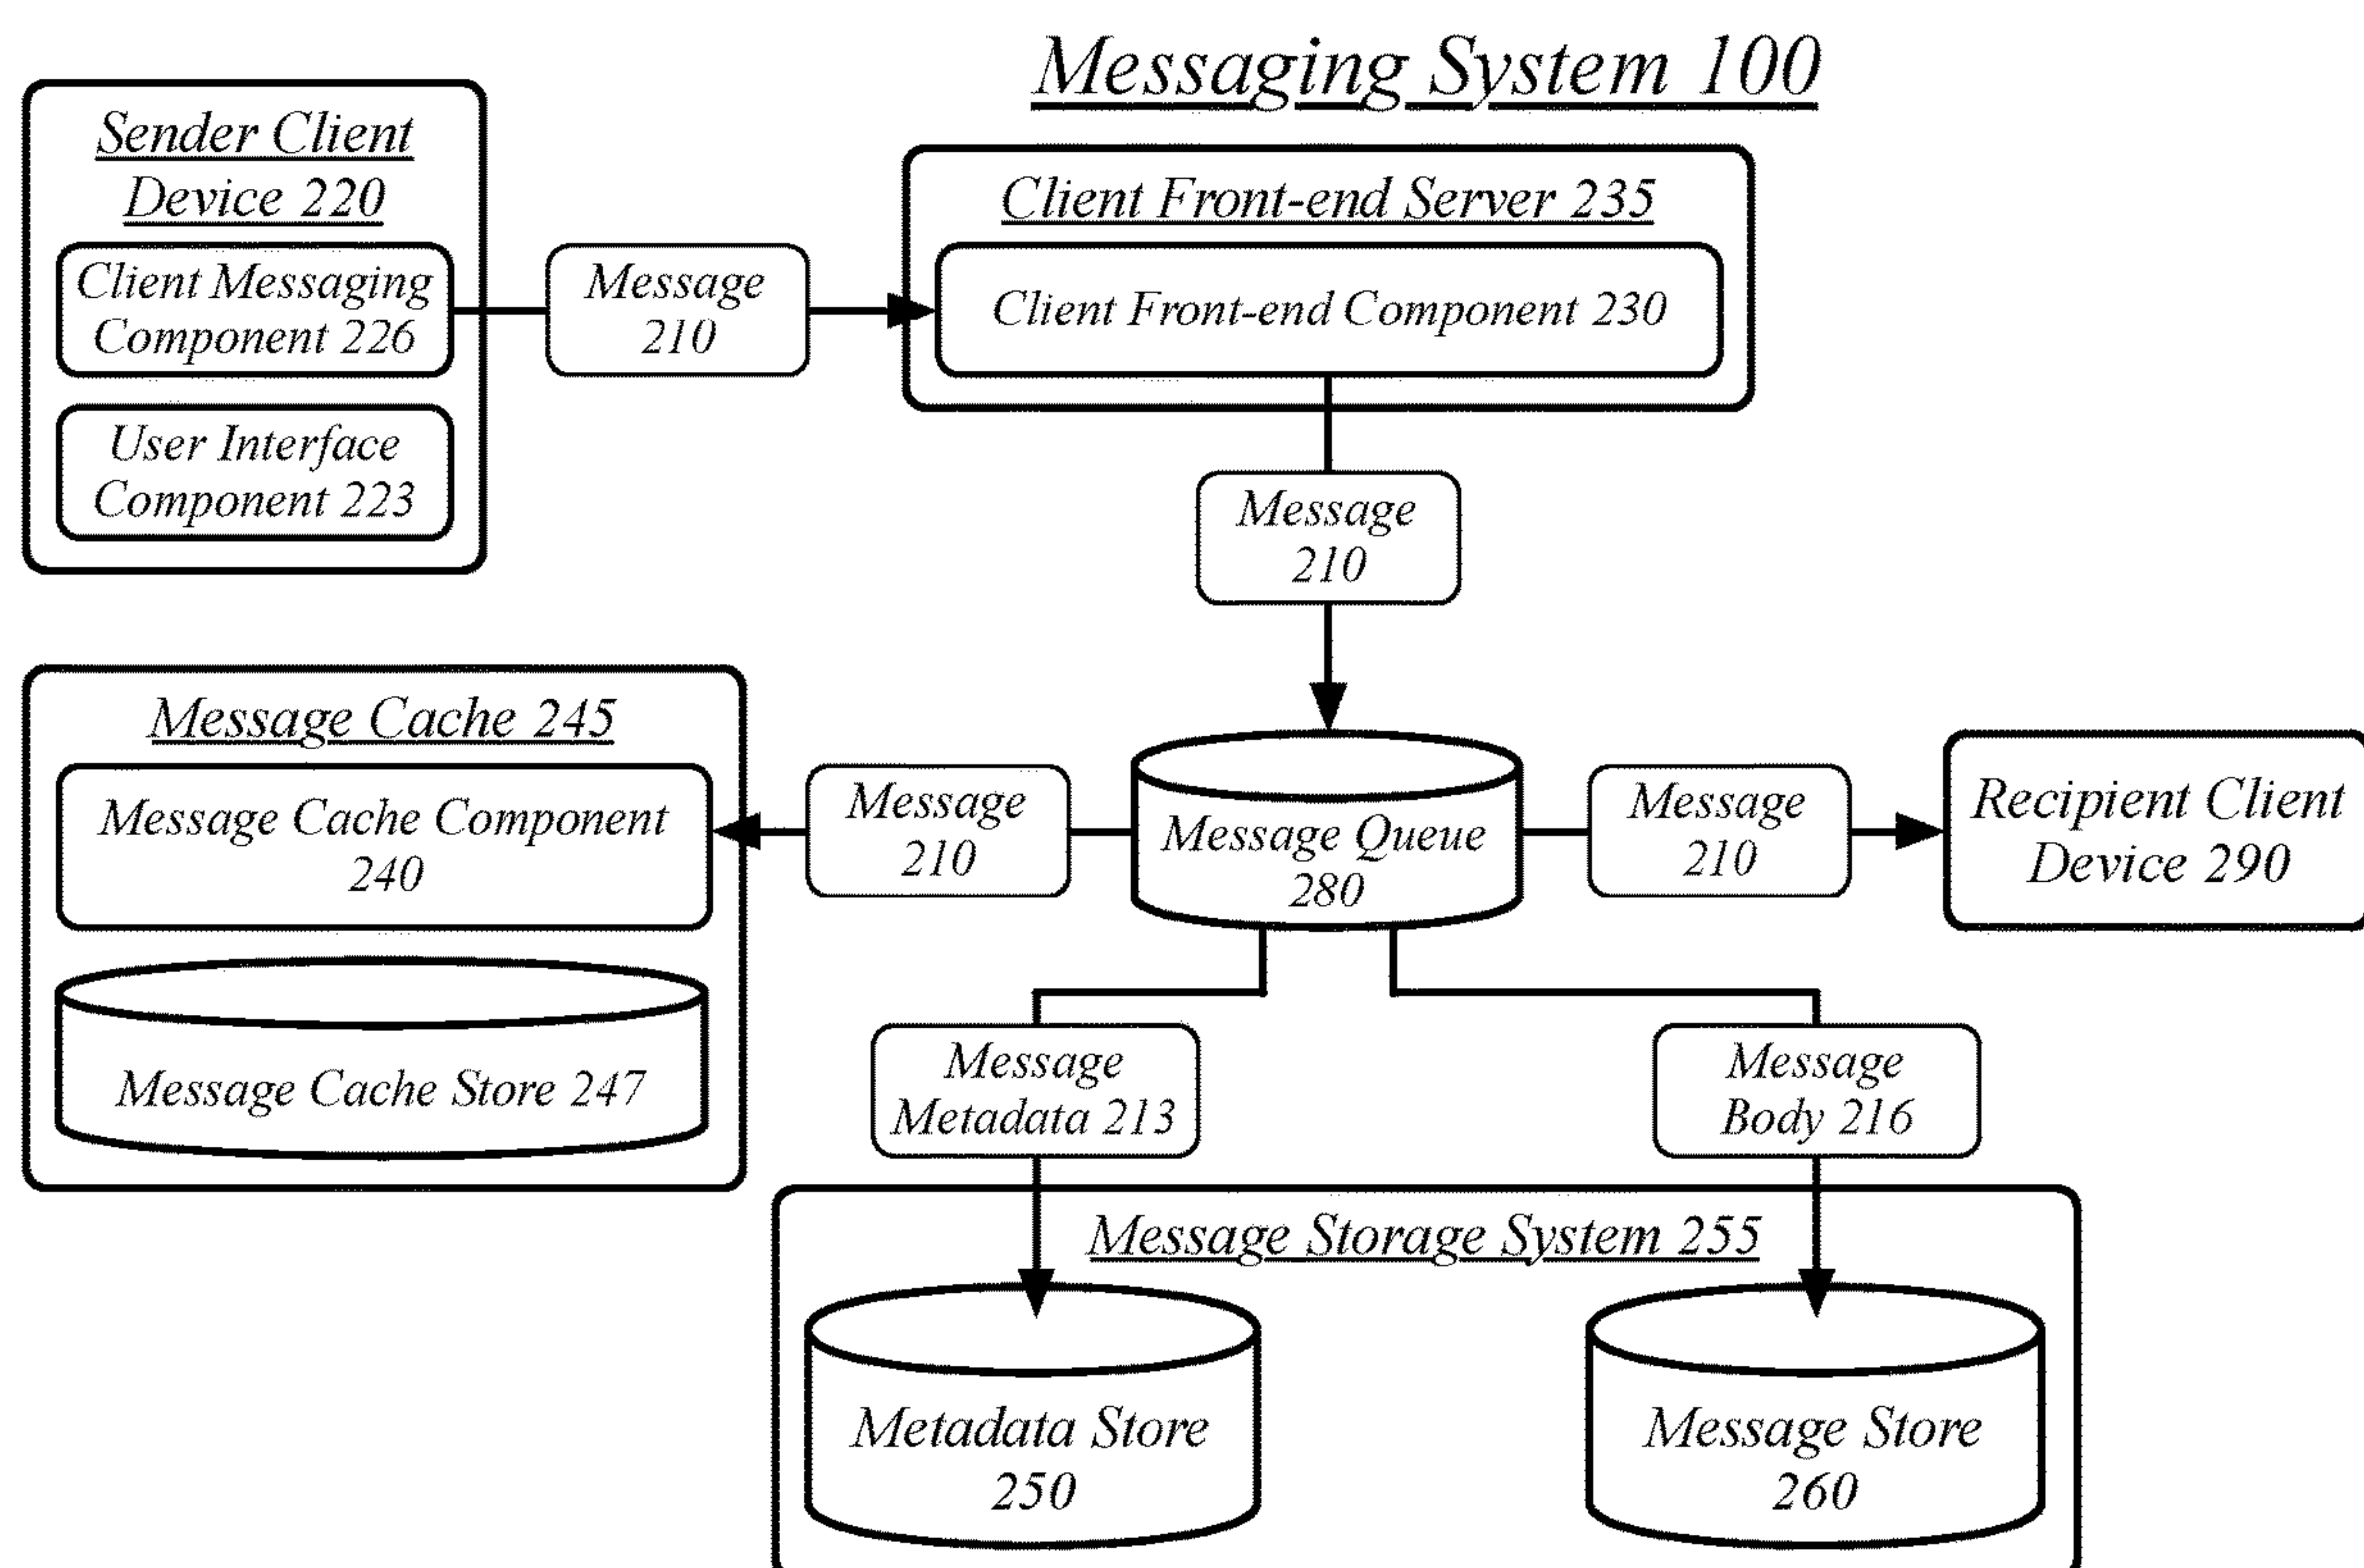 Messaging System 100
Sender Client
Device 220
Client Messaging
Component 226
User Interface
Component 223
Message
210
Client Front-end Server 235
Client Front-end Component 230
Message
210
Message Cache 245
Message Cache Component
240
Message Cache Store 247
Message
210
Message Queue
280
Message
210
Recipient Client
Device 290
Message
Metadata 213
Message
Body 216
Message Storage System 255
Metadata Store
250
Message Store
260